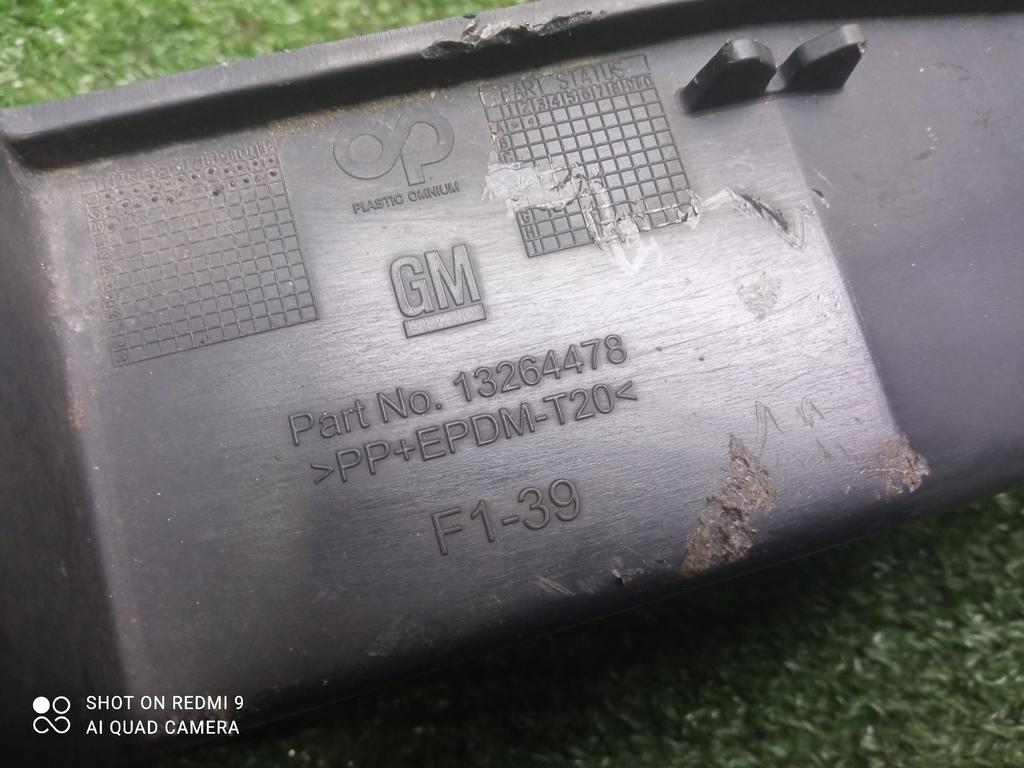 PART STATUS
PLASTIC OMNIUM
GM
Part No. 13264478
>PP+EPDM-T20<
F1-39
SHOT ON REDMI 9
AI QUAD CAMERA